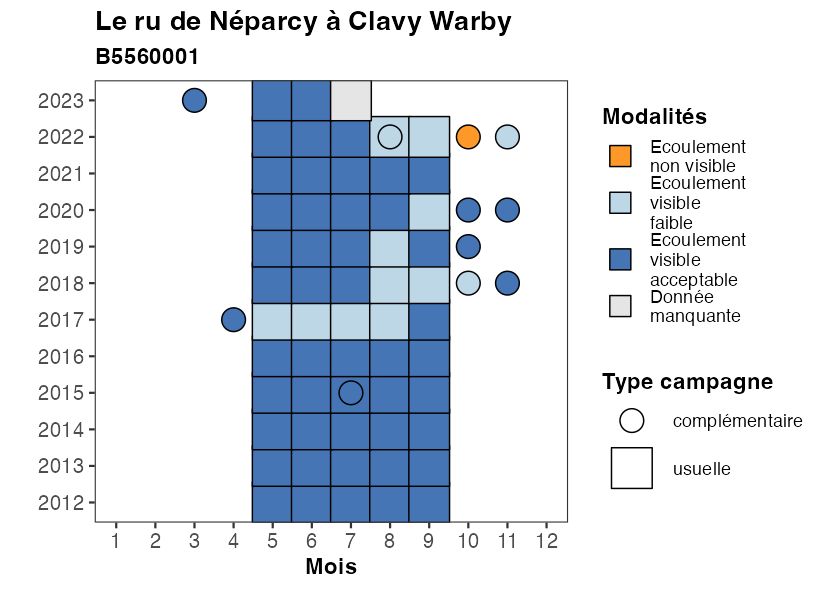 Le ru de Néparcy à Clavy Warby
B5560001
2023
2022
2021
2020
2019
2018
2017
2016
2015
2014
2013
2012
1 2 3 4 5 6 7 8 9 10 11 12
Mois
Modalités
Ecoulement
non visible
Ecoulement
visible
faible
Ecoulement
visible
acceptable
Donnée
manquante
Type campagne
complémentaire
usuelle